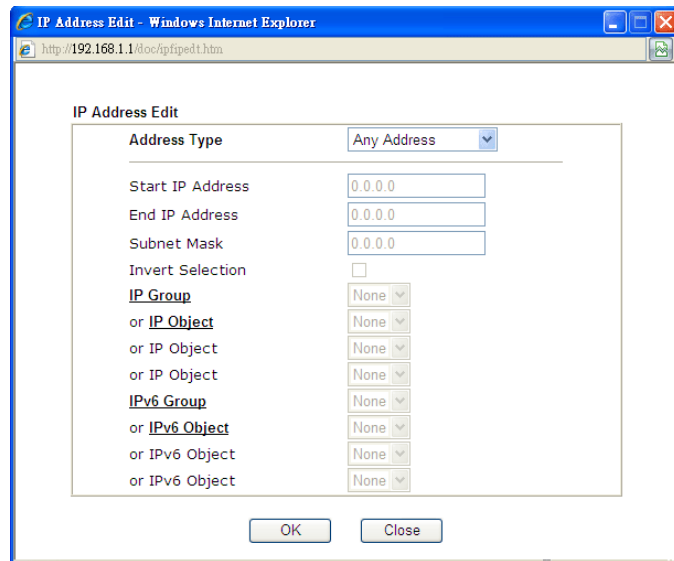 IP Address Edit - Windows Internet Explorer
http://192.168.1.1/doc/ipfipedt.htm
IP Address Edit
Address Type Any Address
Start IP Address 0.0.0.0
End IP Address 0.0.0.0
Subnet Mask 0.0.0.0
Invert Selection
IP Group None
or IP Object None
or IP Object None
or IP Object None
IPv6 Group None
or IPv6 Object None
or IPv6 Object None
or IPv6 Object None
OK Close